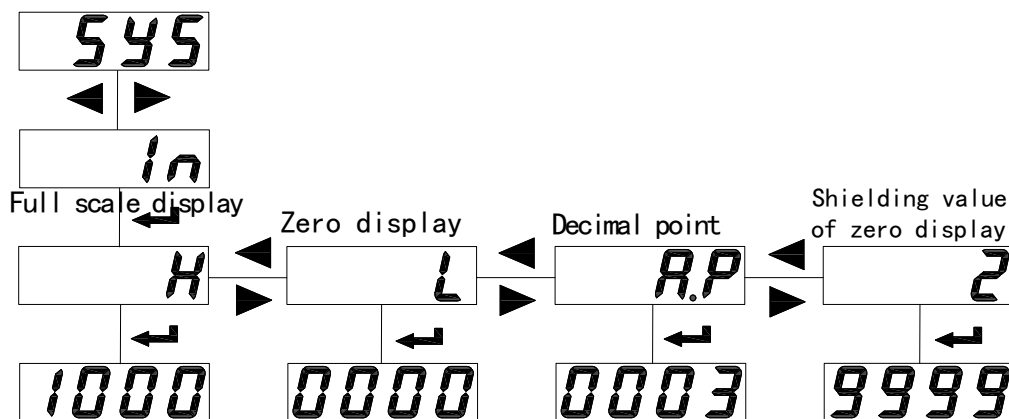 SYS
In
Full scale display
Zero display
Decimal point
Shielding value
of zero display
H
L
A.P
2
1000
0000
0003
9999